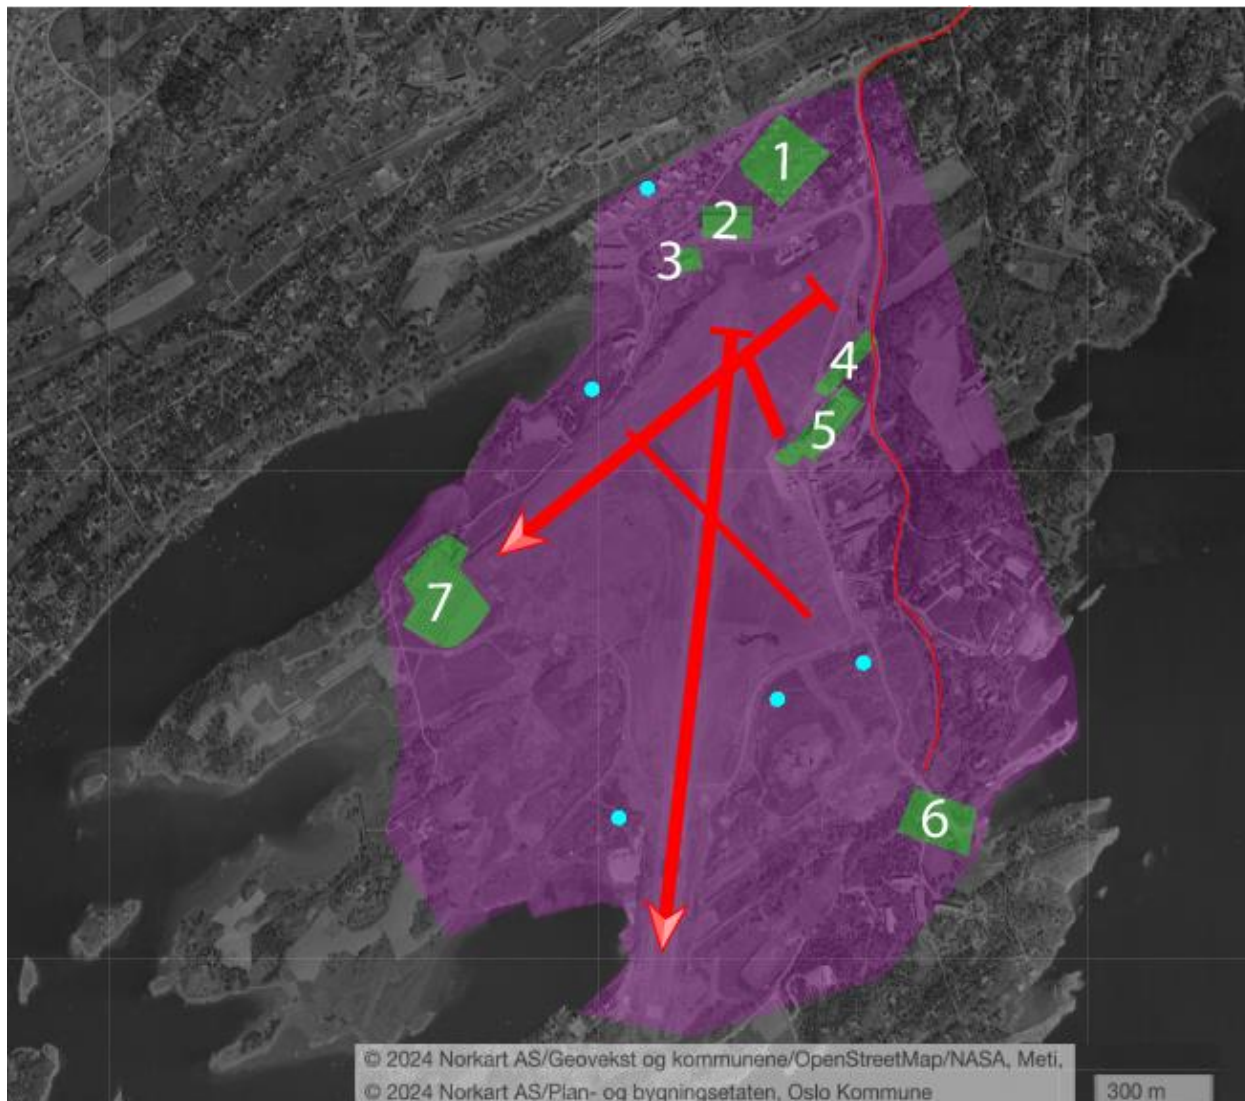 1
2
3
4
5
7
6
© 2024 Norkart AS/Geovekst og kommunene/OpenStreetMap/NASA, Meti,
© 2024 Norkart AS/Plan- og bygningsetaten, Oslo Kommune
300 m